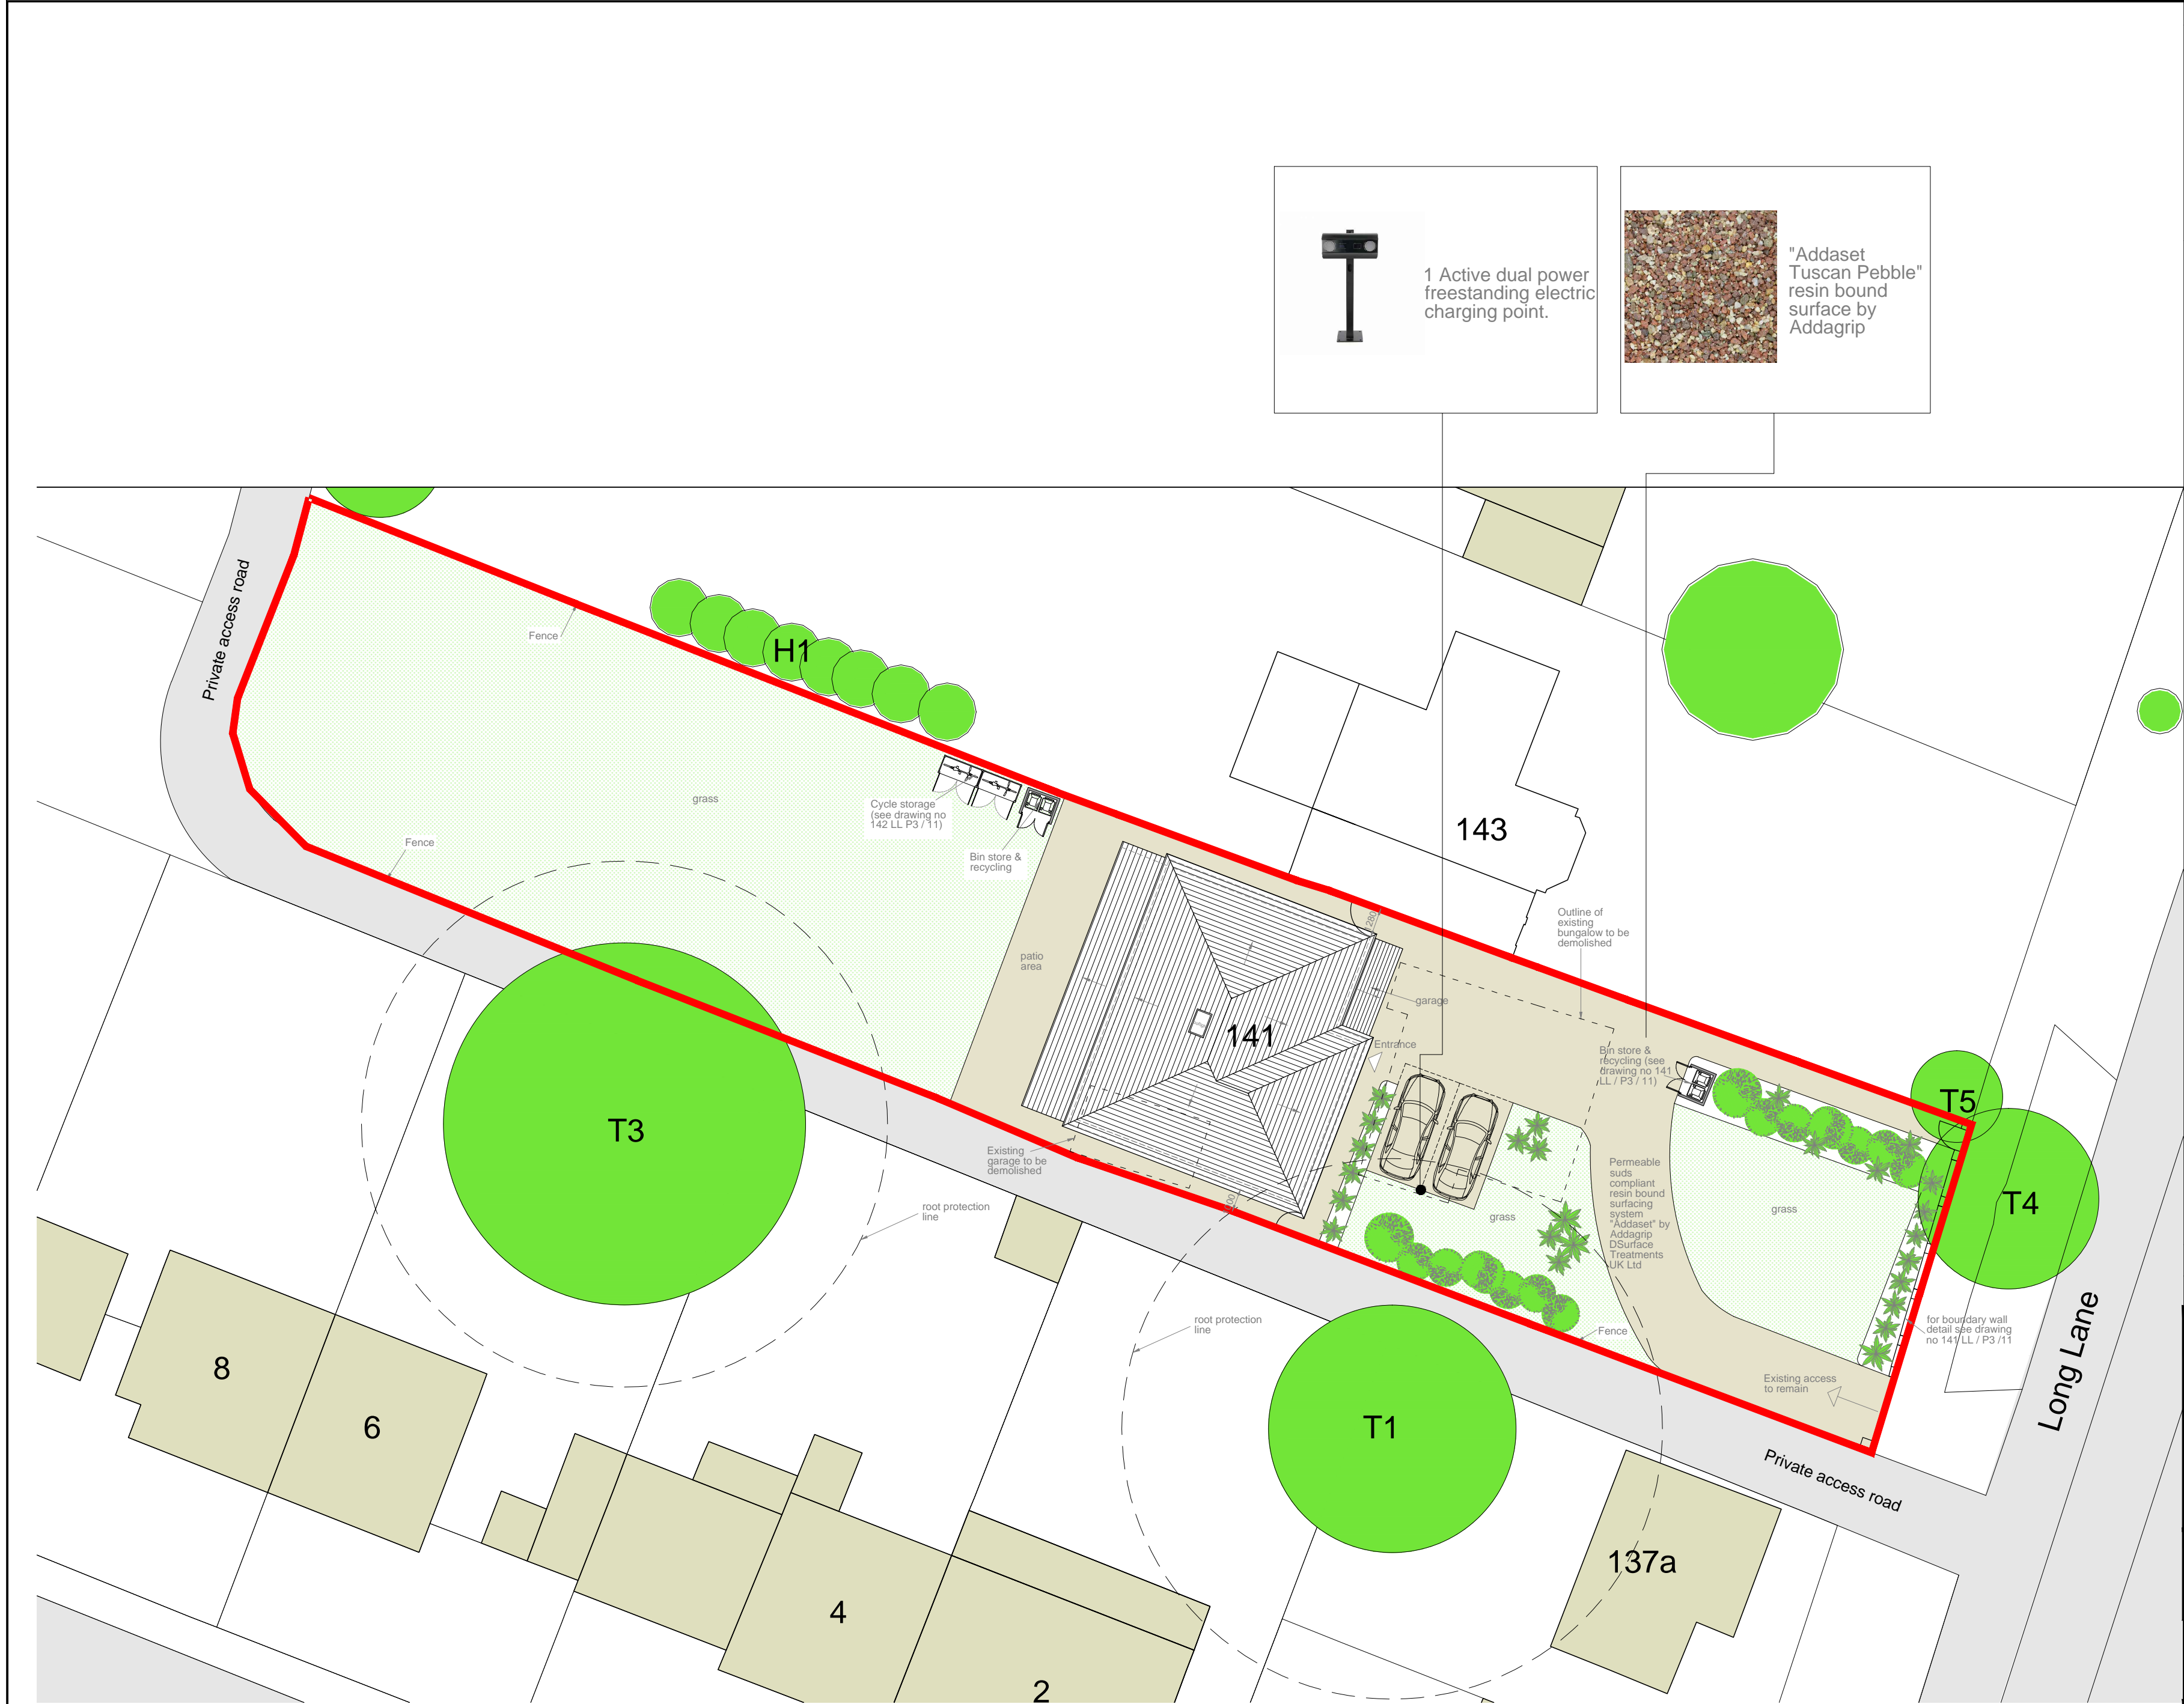 1 Active dual power
freestanding electric
charging point.
"Addaset
Tuscan Pebble"
resin bound
surface by
Addagrip
Private access road
Fence
H1
grass
Fence
Cycle storage
(see drawing no
142 LL P3 / 11)
Bin store &
recycling
143
Outline of
existing
bungalow to be
demolished
patio
area
garage
141
Entrance
Bin store &
recycling (see
drawing no 141
LL / P3 / 11)
T5
T3
Existing
garage to be
demolished
root protection
line
Permeable
suds
compliant
resin bound
surfacing
system
"Addaset" by
Addagrip
DSurface
Treatments
UK Ltd
grass
grass
T4
root protection
line
Fence
for boundary wall
detail see drawing
no 141 LL / P3 /11
Existing access
to remain
Long Lane
Private access road
8
6
T1
137a
4
2